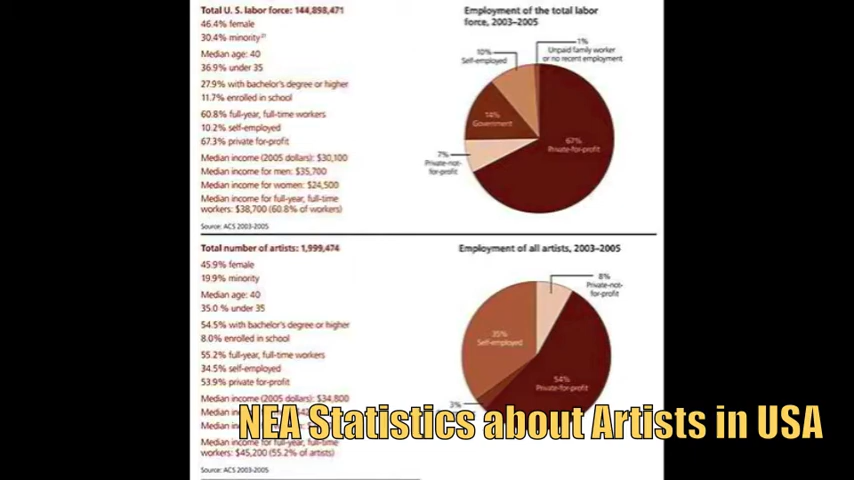 Total U. S. labor force: 144,898,471
46.4% female
30.4% minority
Median age: 40
36.9% under 35
27.9% with bachelor's degree or higher
11.7% enrolled in school
60.8% full-year, full-time workers
10.2% self-employed
67.3% private for-profit
Median income (2005 dollars): $30,100
Median income for men: $35,700
Median income for women: $24,500
Median income for full-year, full-time
workers: $38,700 (60.8% of workers)
Source: ACS 2003-2005
Employment of the total labor
force, 2003–2005
1%
Unpaid family worker
or no recent employment
10%
Self-employed
14%
Government
67%
Private-for-profit
7%
Private-not-
for-profit
Total number of artists: 1,999,474
45.9% female
19.9% minority
Median age: 40
35.0 % under 35
54.5% with bachelor's degree or higher
8.0% enrolled in school
55.2% full-year, full-time workers
34.5% self-employed
53.9% private for-profit
Median income (2005 dollars): $34,800
Median
Median
Median income for full-year, full-time
workers: $45,200 (55.2% of artists)
Source: ACS 2003-2005
Employment of all artists, 2003–2005
8%
Private-not-
for-profit
35%
Self-employed
54%
Private-for-profit
3%
NEA Statistics about Artists in USA